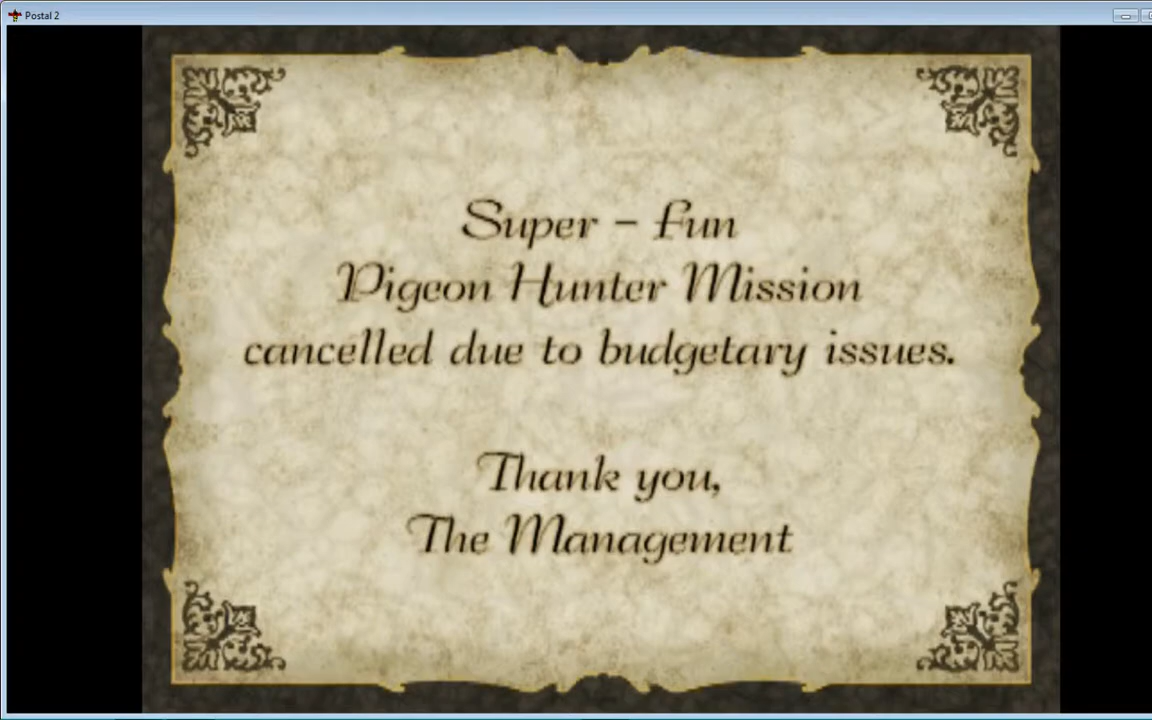 Postal 2
Super - Fun
Pigeon Hunter Mission
cancelled due to budgetary issues.
Thank you,
The Management